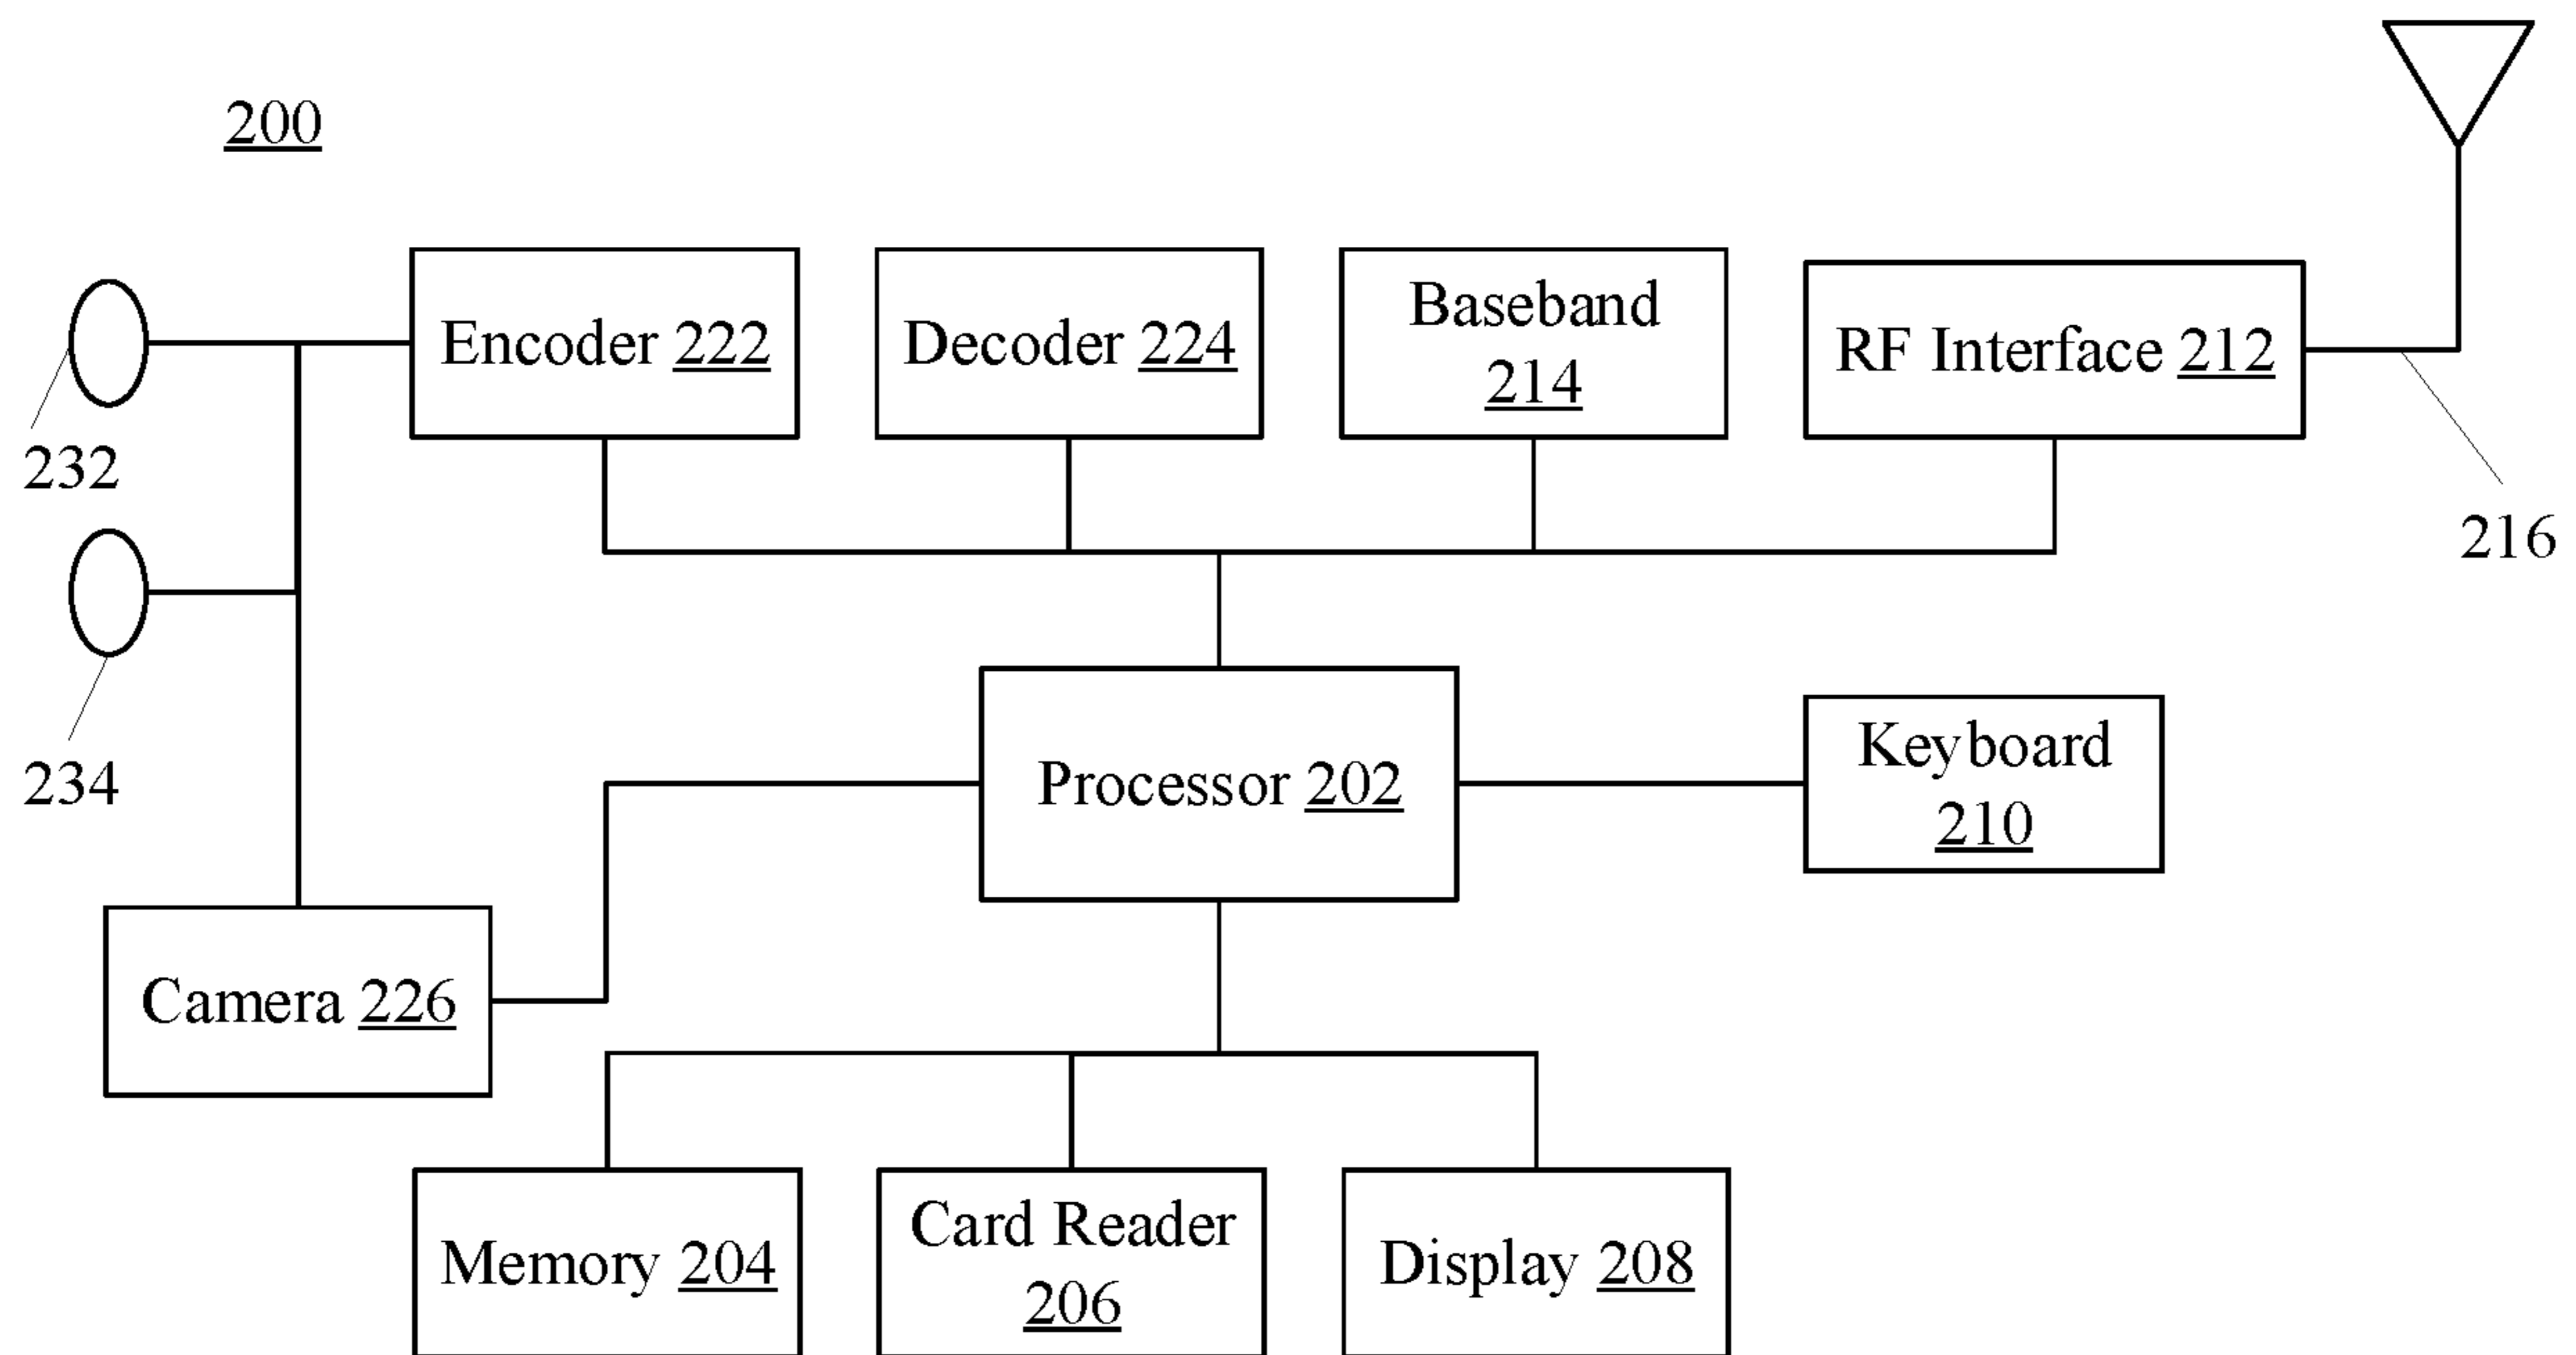 200
Encoder 222
Decoder 224
Baseband
214
RF Interface 212
232
216
234
Processor 202
Keyboard
210
Camera 226
Memory 204
Card Reader
206
Display 208